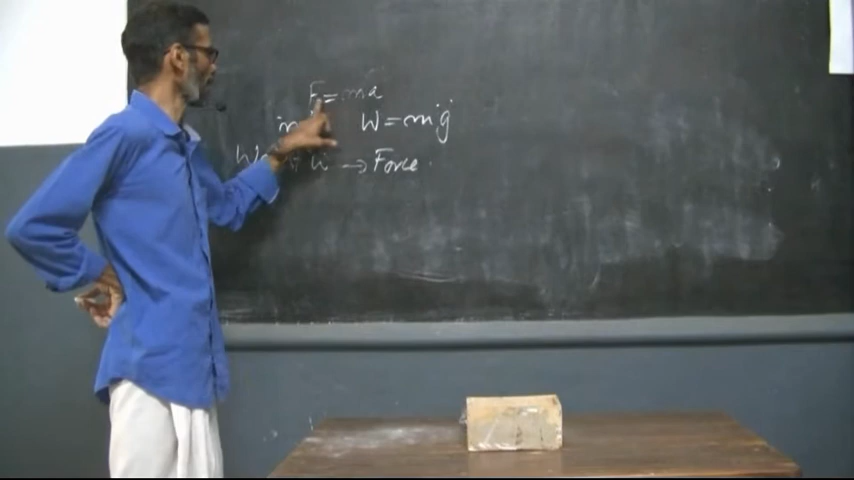 F = ma
m W = mg
W → Force